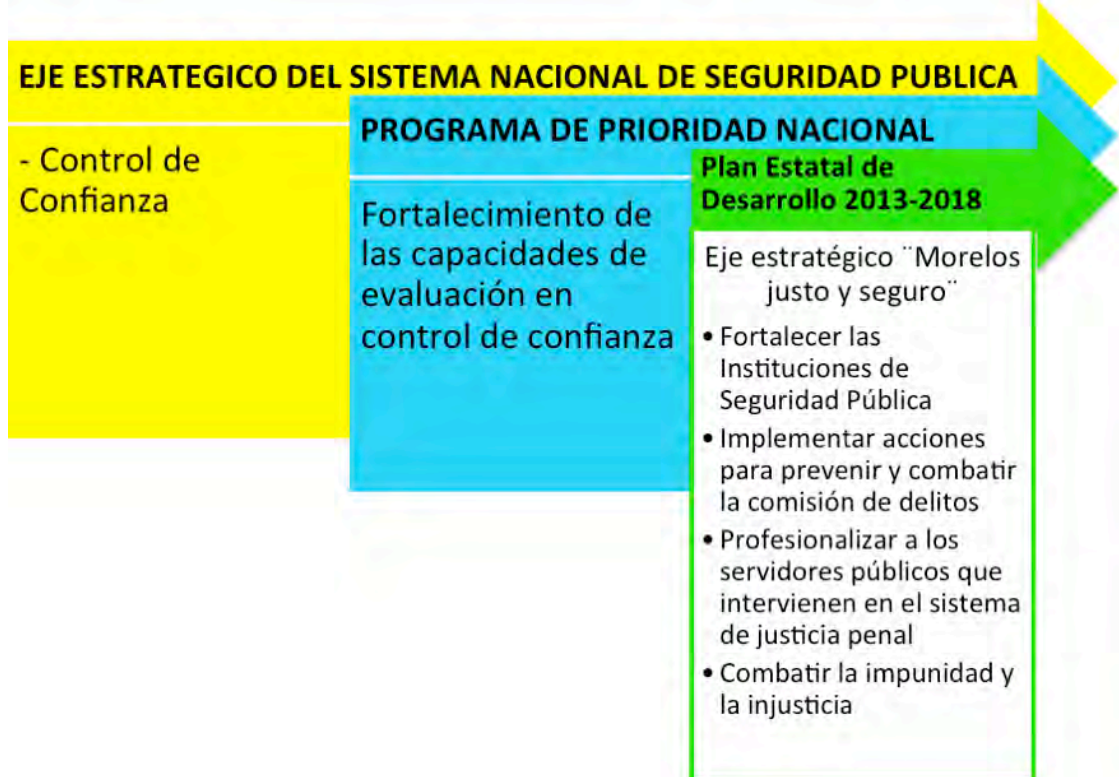 EJE ESTRATEGICO DEL SISTEMA NACIONAL DE SEGURIDAD PUBLICA
- Control de
Confianza
PROGRAMA DE PRIORIDAD NACIONAL
Fortalecimiento de
las capacidades de
evaluación en
control de confianza
Plan Estatal de
Desarrollo 2013-2018
Eje estratégico ¨Morelos
justo y seguro¨
• Fortalecer las
Instituciones de
Seguridad Pública
• Implementar acciones
para prevenir y combatir
la comisión de delitos
• Profesionalizar a los
servidores públicos que
intervienen en el sistema
de justicia penal
• Combatir la impunidad y
la injusticia